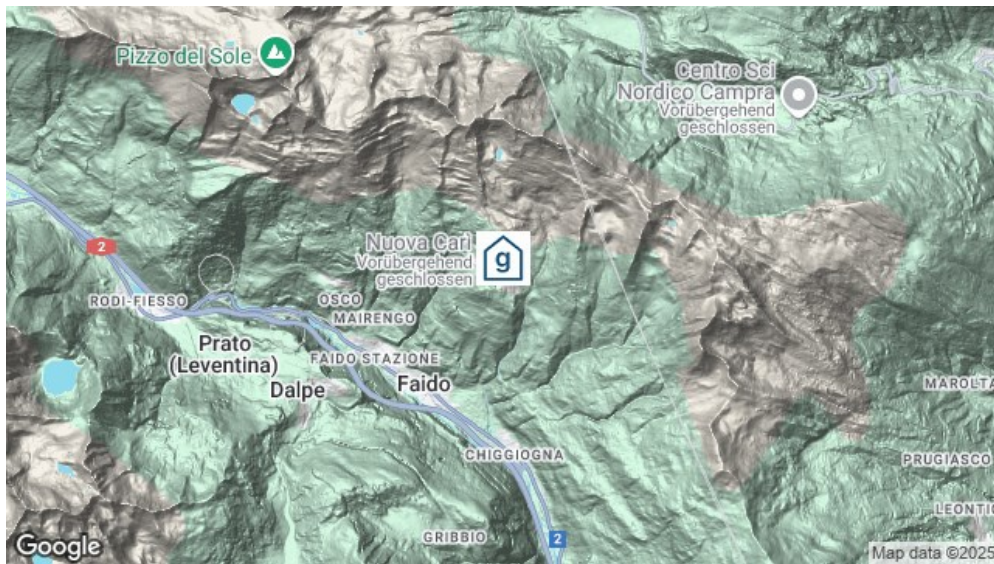 Pizzo del Sole
Centro Sci
Nordico Campra
Vorübergehend
geschlossen
2
Nuova Carì
Vorübergehend
geschlossen
g
RODI-FIESSO
OSCO
MAIRENGO
Prato
(Leventina)
FAIDO STAZIONE
Dalpe
Faido
MAROLTA
CHIGGIOGNA
PRUGIASCO
LEONTIC
GRIBBIO
2
Google
Map data ©2025